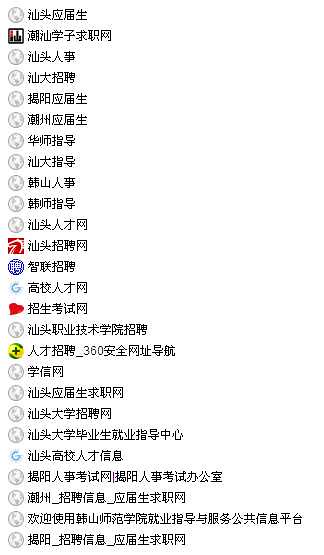 汕头应届生
潮汕学子求职网
汕头人事
汕大招聘
揭阳应届生
潮州应届生
华师指导
汕大指导
韩山人事
韩师指导
汕头人才网
汕头招聘网
智联招聘
高校人才网
招生考试网
汕头职业技术学院招聘
人才招聘_360安全网址导航
学信网
汕头应届生求职网
汕头大学招聘网
汕头大学毕业生就业指导中心
汕头高校人才信息
揭阳人事考试网|揭阳人事考试办公室
潮州_招聘信息_应届生求职网
欢迎使用韩山师范学院就业指导与服务公共信息平台
揭阳_招聘信息_应届生求职网